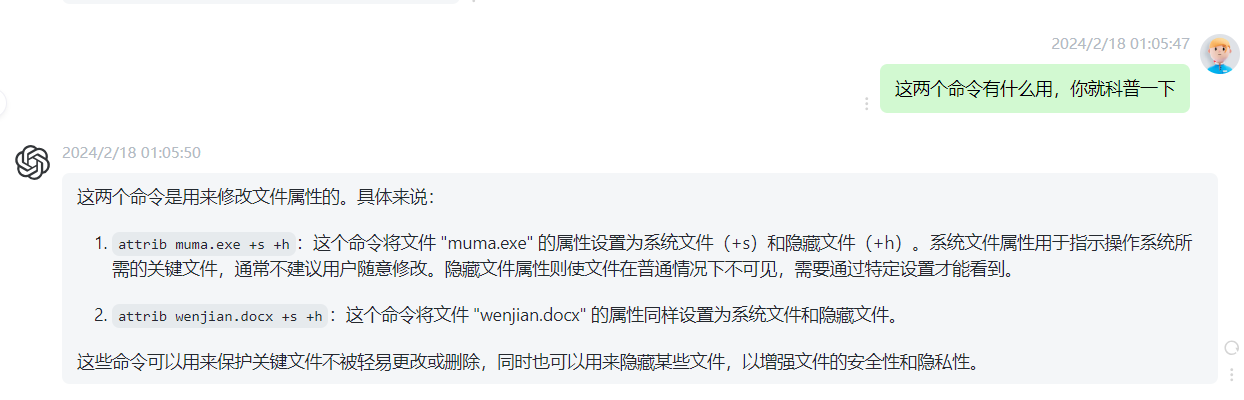 2024/2/18 01:05:47
这两个命令有什么用，你就科普一下
2024/2/18 01:05:50
这两个命令是用来修改文件属性的。具体来说：
1. attrib muma.exe +s +h：这个命令将文件 "muma.exe" 的属性设置为系统文件（+s）和隐藏文件（+h）。系统文件属性用于指示操作系统所
需的关键文件，通常不建议用户随意修改。隐藏文件属性则使文件在普通情况下不可见，需要通过特定设置才能看到。
2. attrib wenjian.docx +s +h：这个命令将文件 "wenjian.docx" 的属性同样设置为系统文件和隐藏文件。
这些命令可以用来保护关键文件不被轻易更改或删除，同时也可以用来隐藏某些文件，以增强文件的安全性和隐私性。